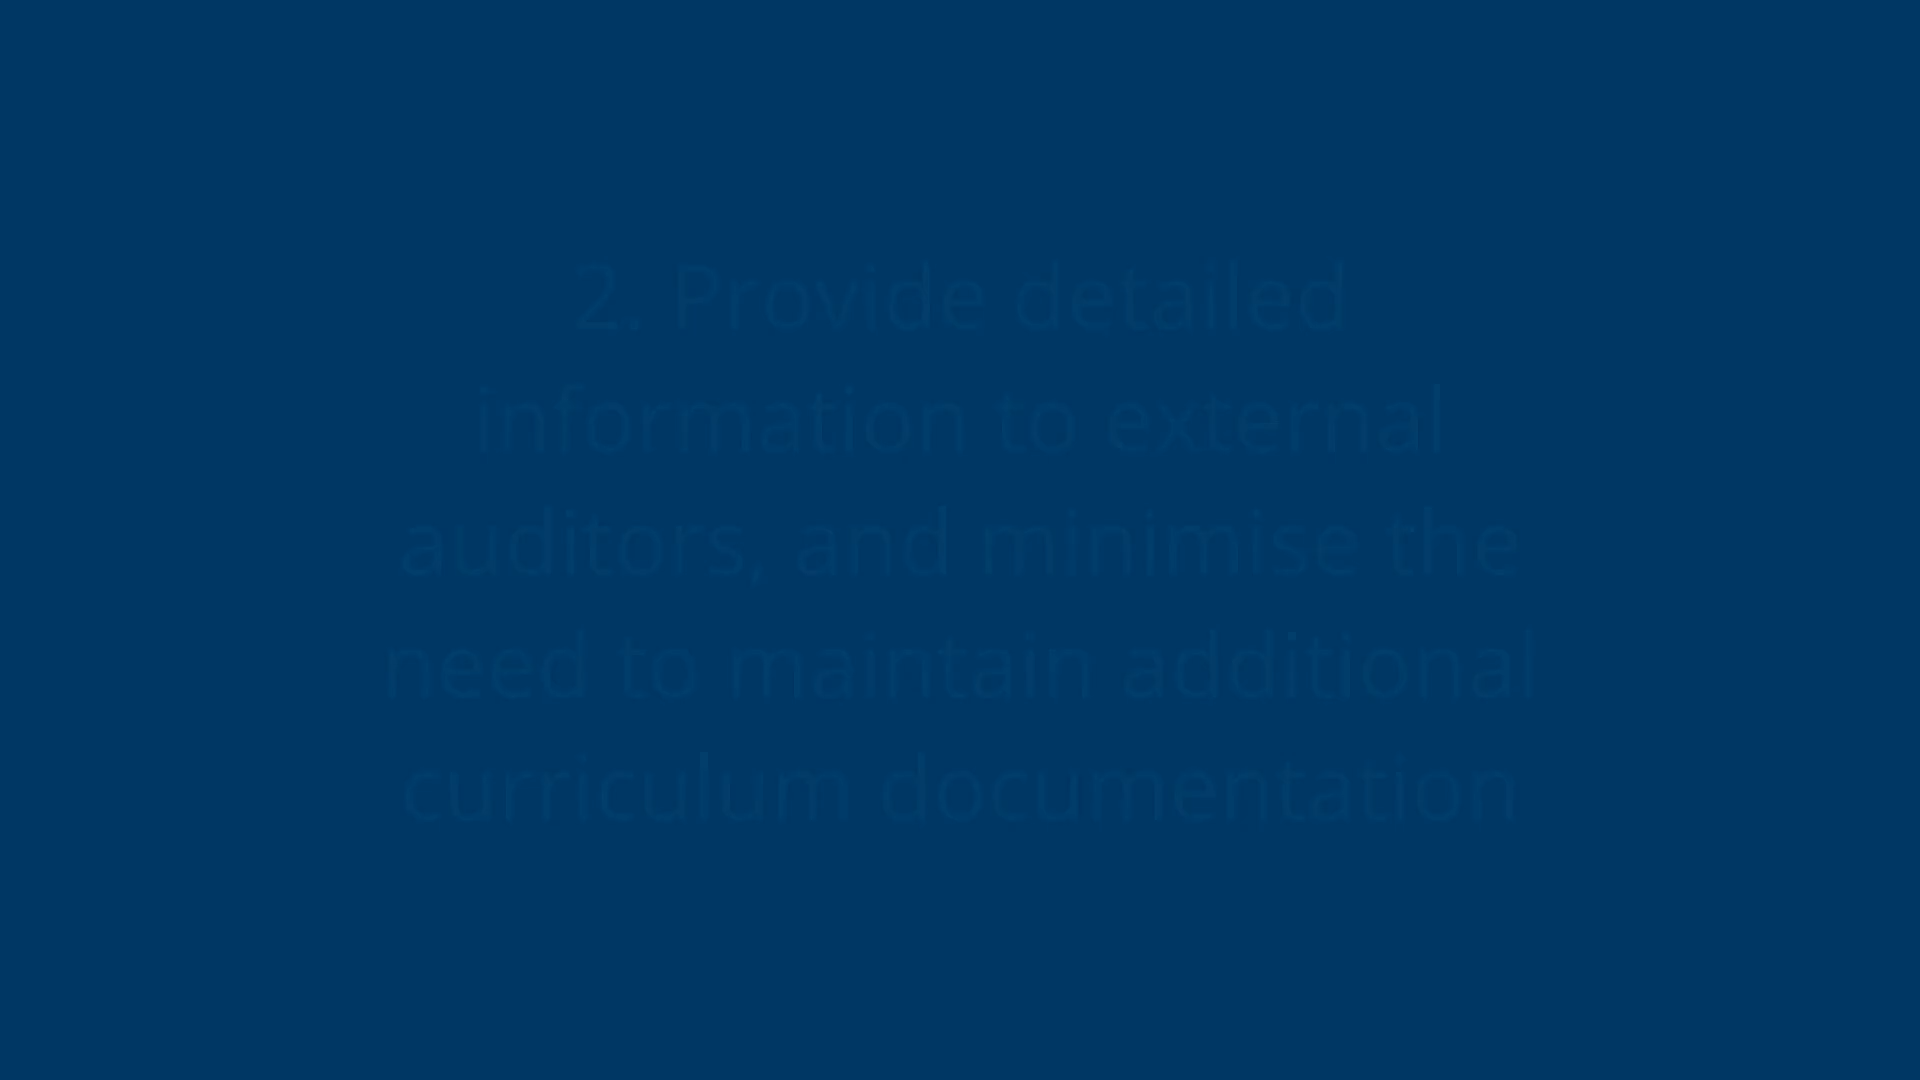 2. Provide detailed
information to external
auditors, and minimise the
need to maintain additional
curriculum documentation